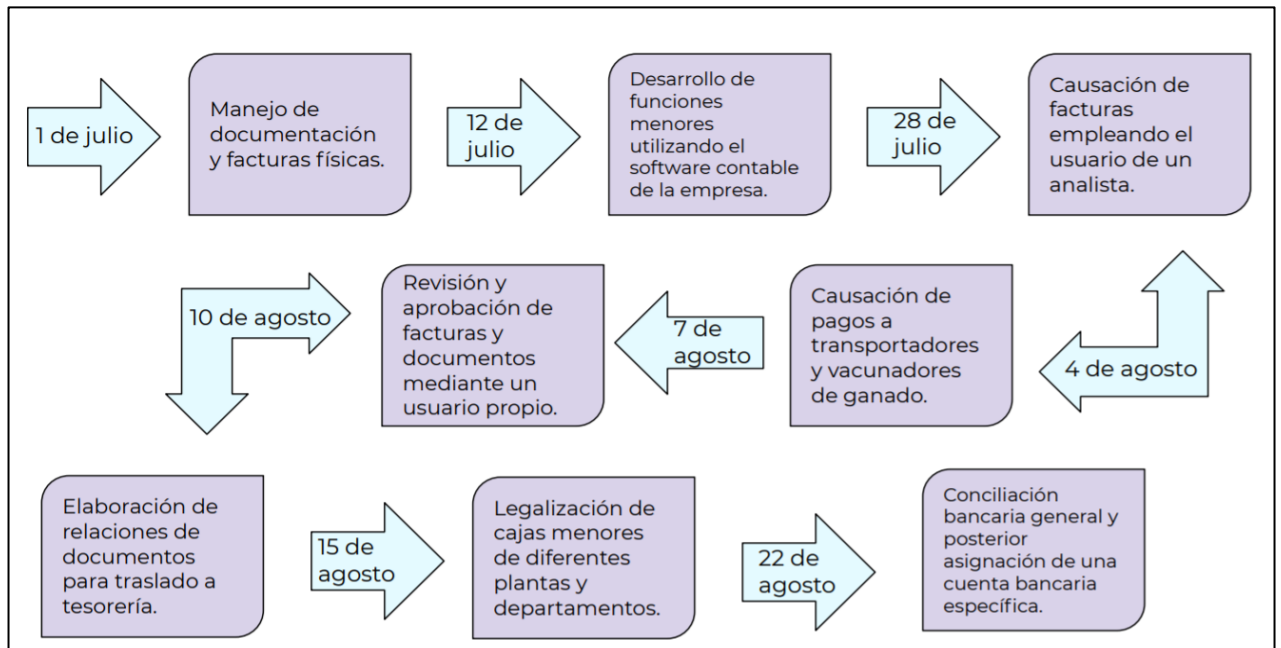 1 de julio
Manejo de
documentación
y facturas físicas.
12 de
julio
Desarrollo de
funciones
menores
utilizando el
software contable
de la empresa.
28 de
julio
Causación de
facturas
empleando el
usuario de un
analista.
4 de agosto
Causación de
pagos a
transportadores
y vacunadores
de ganado.
7 de
agosto
Revisión y
aprobación de
facturas y
documentos
mediante un
usuario propio.
10 de agosto
Elaboración de
relaciones de
documentos
para traslado a
tesorería.
15 de
agosto
Legalización de
cajas menores
de diferentes
plantas y
departamentos.
22 de
agosto
Conciliación
bancaria general y
posterior
asignación de una
cuenta bancaria
específica.